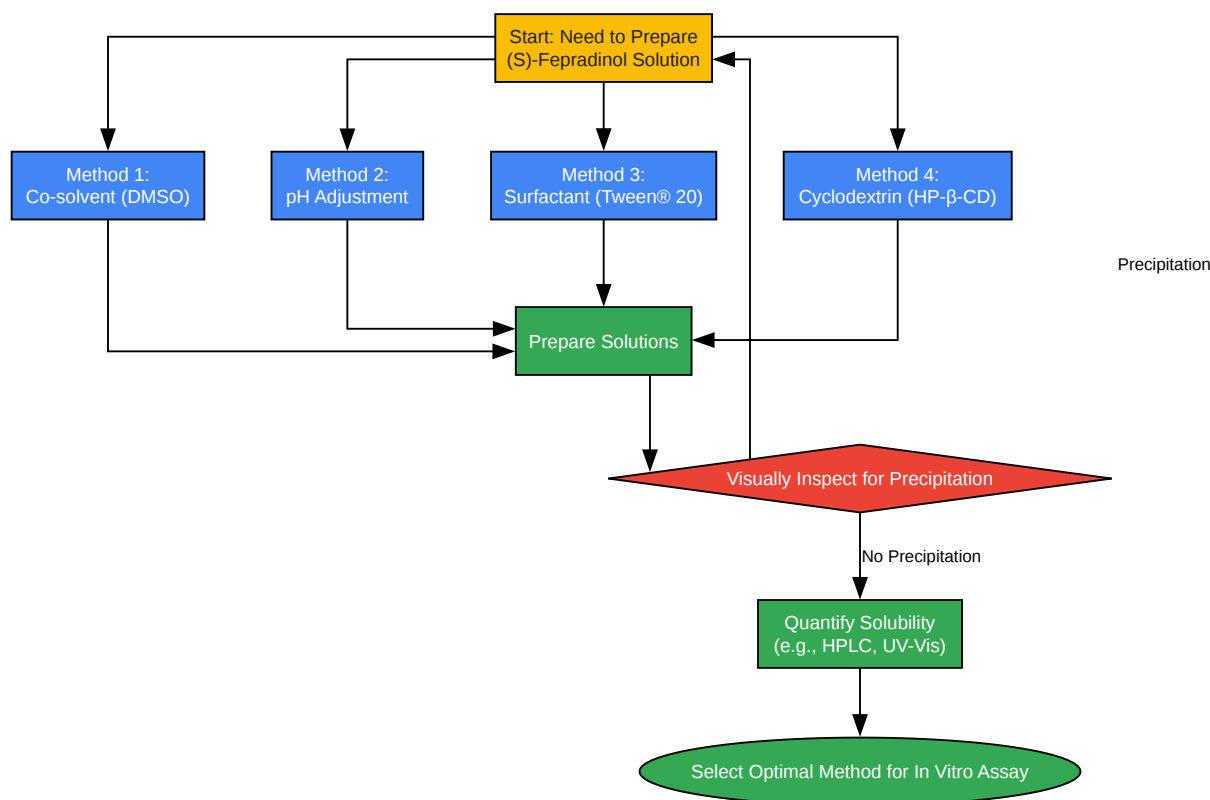 Start: Need to Prepare
(S)-Fepradinol Solution
Method 1:
Co-solvent (DMSO)
Method 2:
pH Adjustment
Method 3:
Surfactant (Tween® 20)
Method 4:
Cyclodextrin (HP-β-CD)
Precipitation
Prepare Solutions
Visually Inspect for Precipitation
No Precipitation
Quantify Solubility
(e.g., HPLC, UV-Vis)
Select Optimal Method for In Vitro Assay